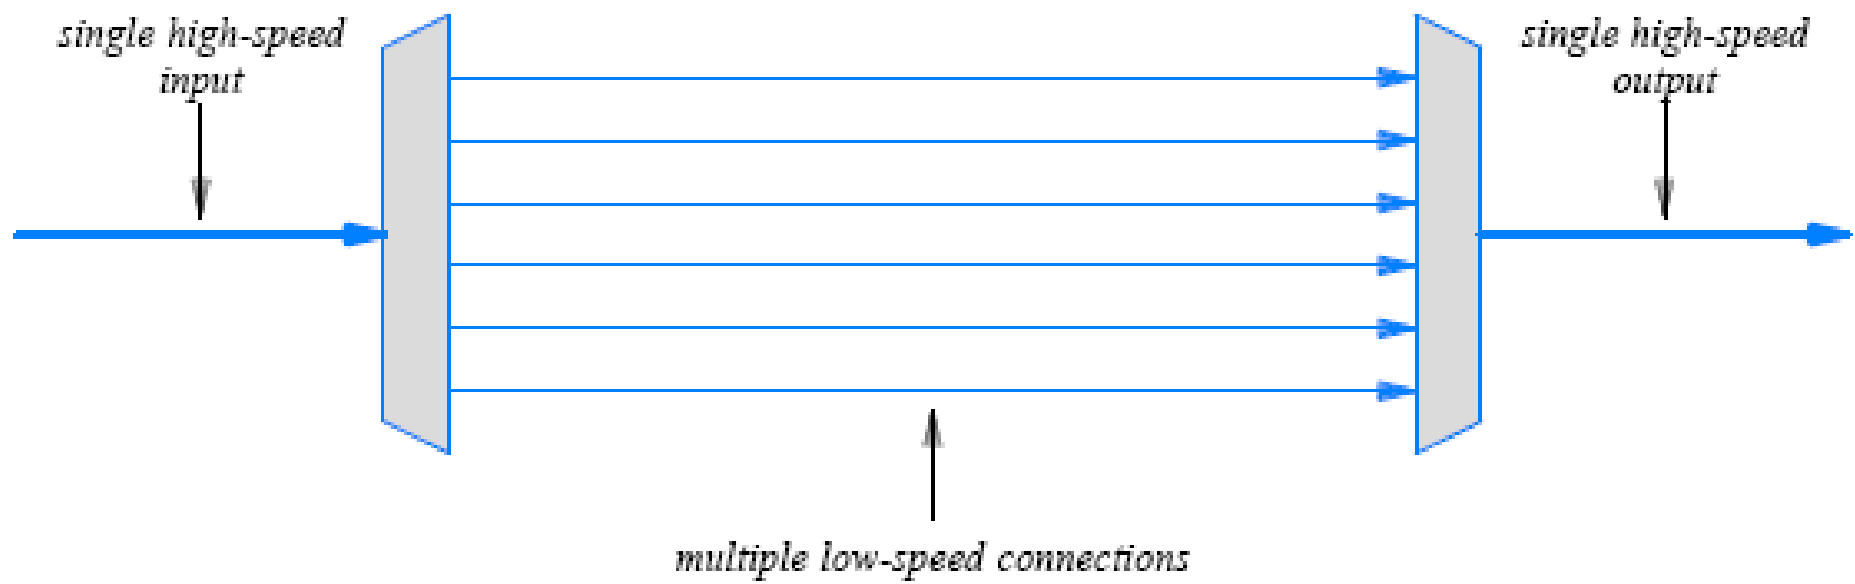 single high-speed
input
single high-speed
output
multiple low-speed connections